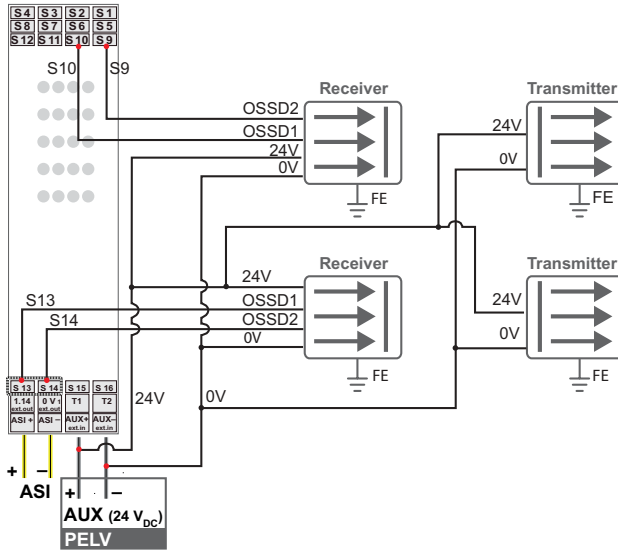 S4 S3 S2 S1
S8 S7 S6 S5
S12 S11 S10 S9
S10 S9
Receiver Transmitter
OSSD2
OSSD1
24V
0V
24V
0V
FE
FE
Receiver Transmitter
24V
OSSD1
OSSD2
0V
24V
0V
FE
FE
S13
S14
S 13 S 14 S 15 S 16
1.14 ext.out 0 V 1 ext.out T1 T2
ASI + ASI – AUX+ ext.in AUX– ext.in
24V 0V
+ –
ASI
+ –
AUX (24 VDC)
PELV